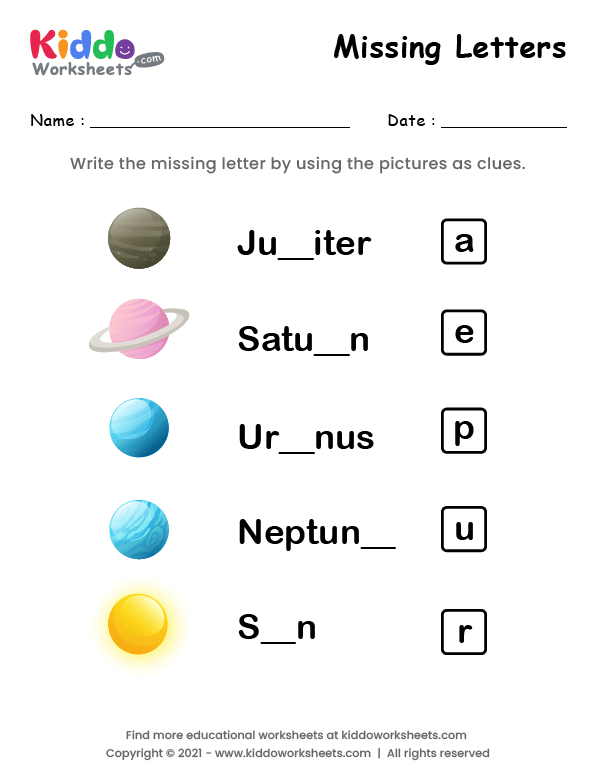 Kiddo
Worksheets .com
Missing Letters
Name : ____________ Date : ____________
Write the missing letter by using the pictures as clues.
Ju__iter a
Satu__n e
Ur__nus p
Neptun__ u
S__n r
Find more educational worksheets at kiddoworksheets.com
Copyright © 2021 - www.kiddoworksheets.com | All rights reserved